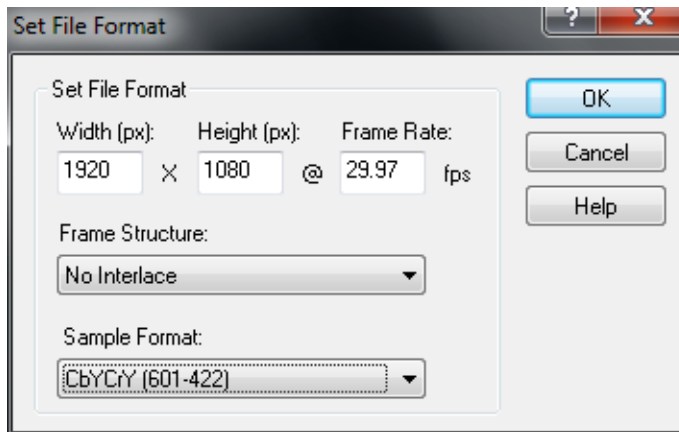 Set File Format
? X
Set File Format
Width (px): Height (px): Frame Rate:
1920 X 1080 @ 29.97 fps
Frame Structure:
No Interlace
Sample Format:
CbYCrY (601-422)
OK
Cancel
Help